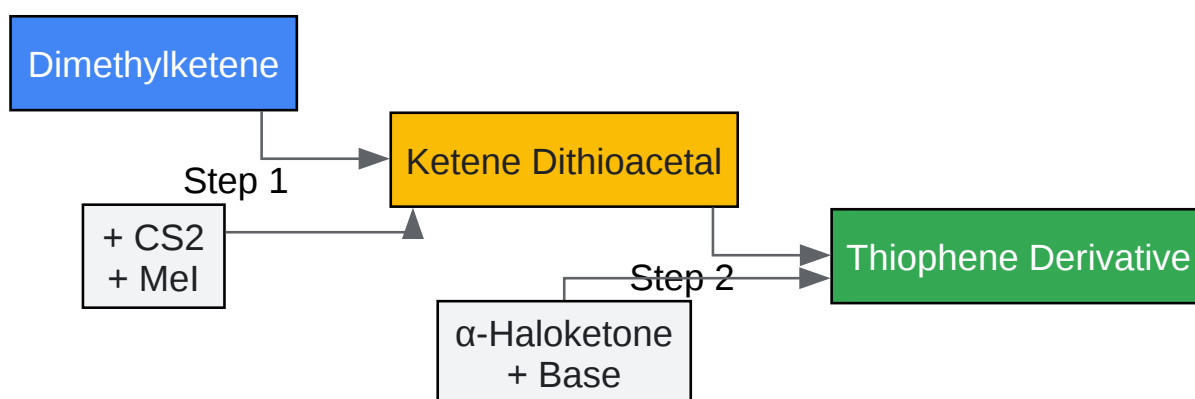 Dimethylketene
Ketene Dithioacetal
Step 1
+ CS2
+ MeI
Thiophene Derivative
Step 2
α-Haloketone
+ Base